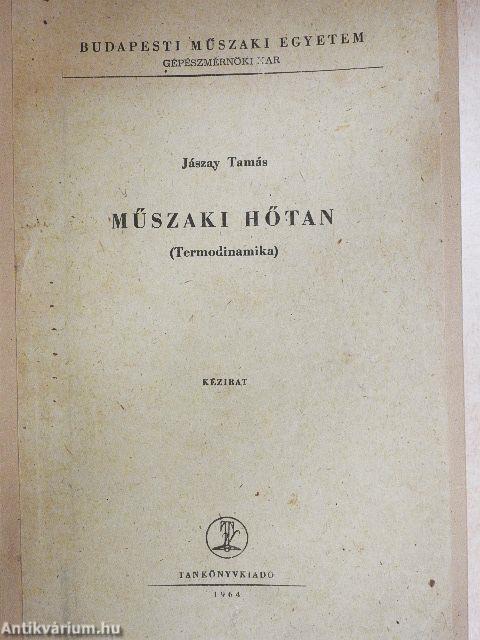 BUDAPESTI MŰSZAKI EGYETEM
GÉPÉSZMÉRNÖKI KAR
Jászay Tamás
MŰSZAKI HŐTAN
(Termodinamika)
KÉZIRAT
TANKÖNYVKIADÓ
1964
Antikvárium.hu